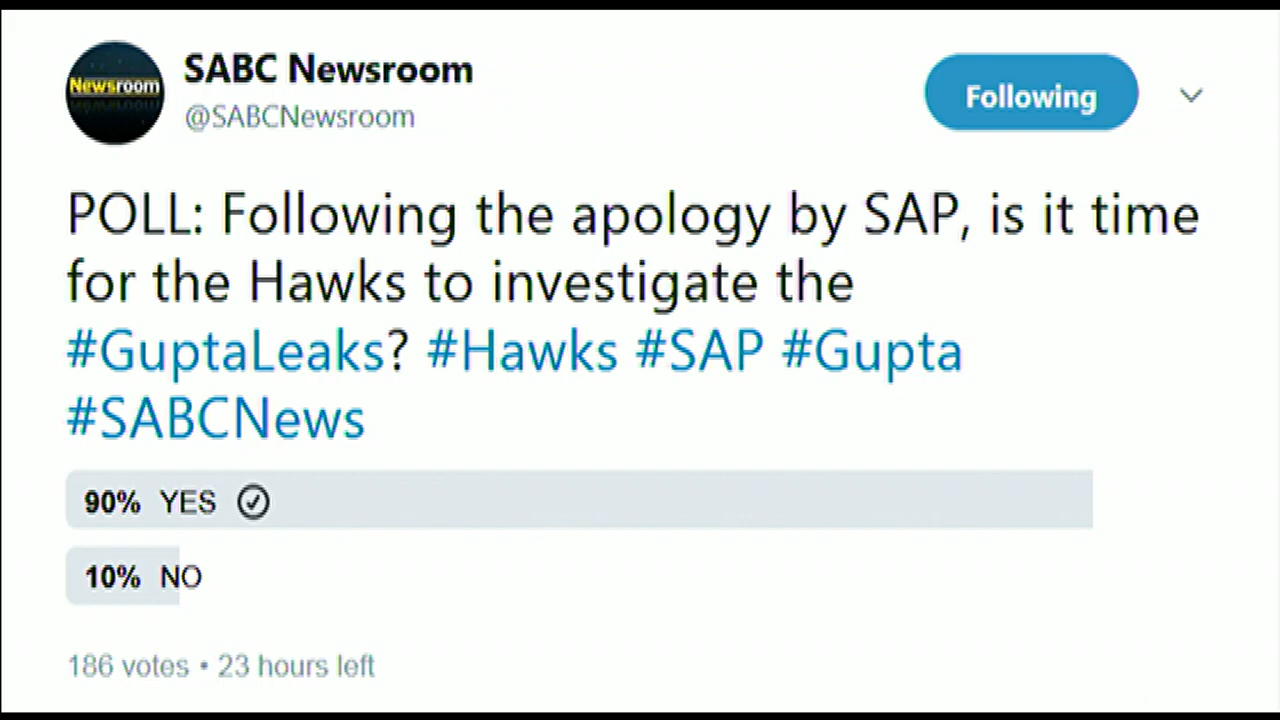 Newsroom
SABC Newsroom
@SABCNewsroom
Following
POLL: Following the apology by SAP, is it time
for the Hawks to investigate the
#GuptaLeaks? #Hawks #SAP #Gupta
#SABCNews
90% YES
10% NO
186 votes • 23 hours left